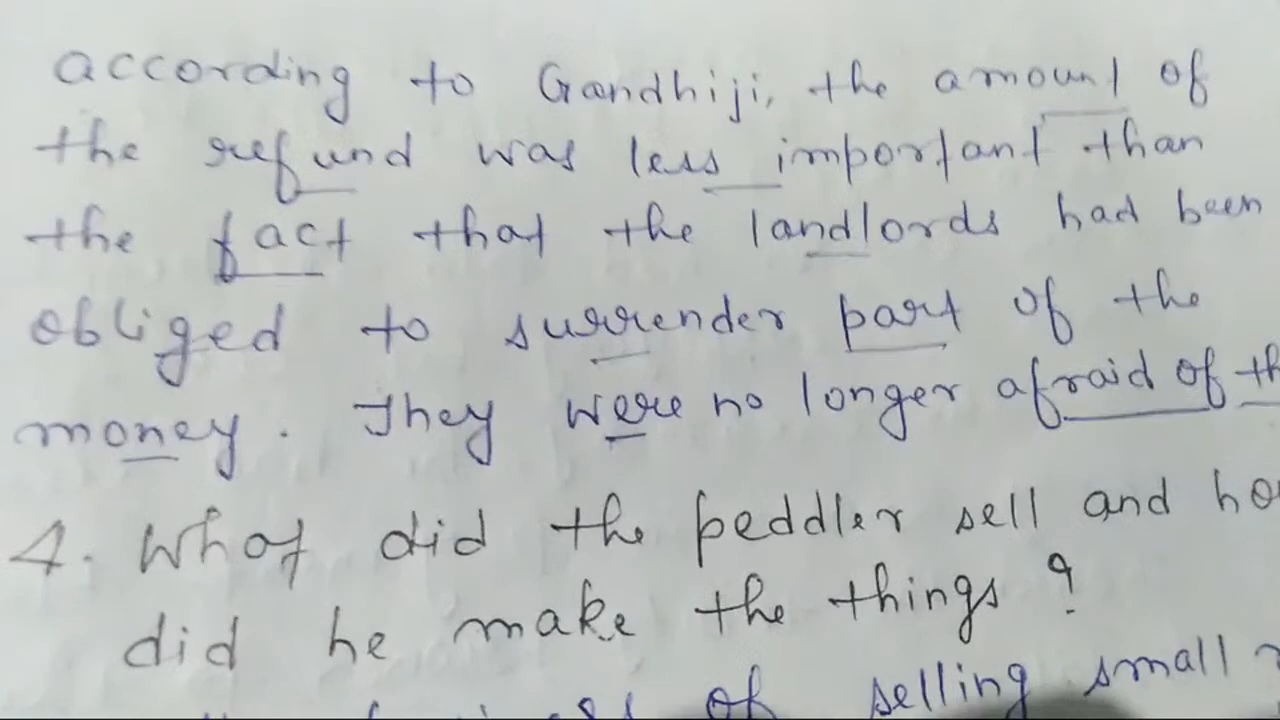 according to Gandhiji, the amount of
the refund was less important than
the fact that the landlords had been
obliged to surrender part of the
money. They were no longer afraid of
4. What did the peddler sell and
did he make the things?
of selling small